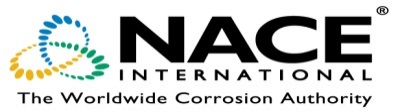 NACE®
INTERNATIONAL
The Worldwide Corrosion Authority